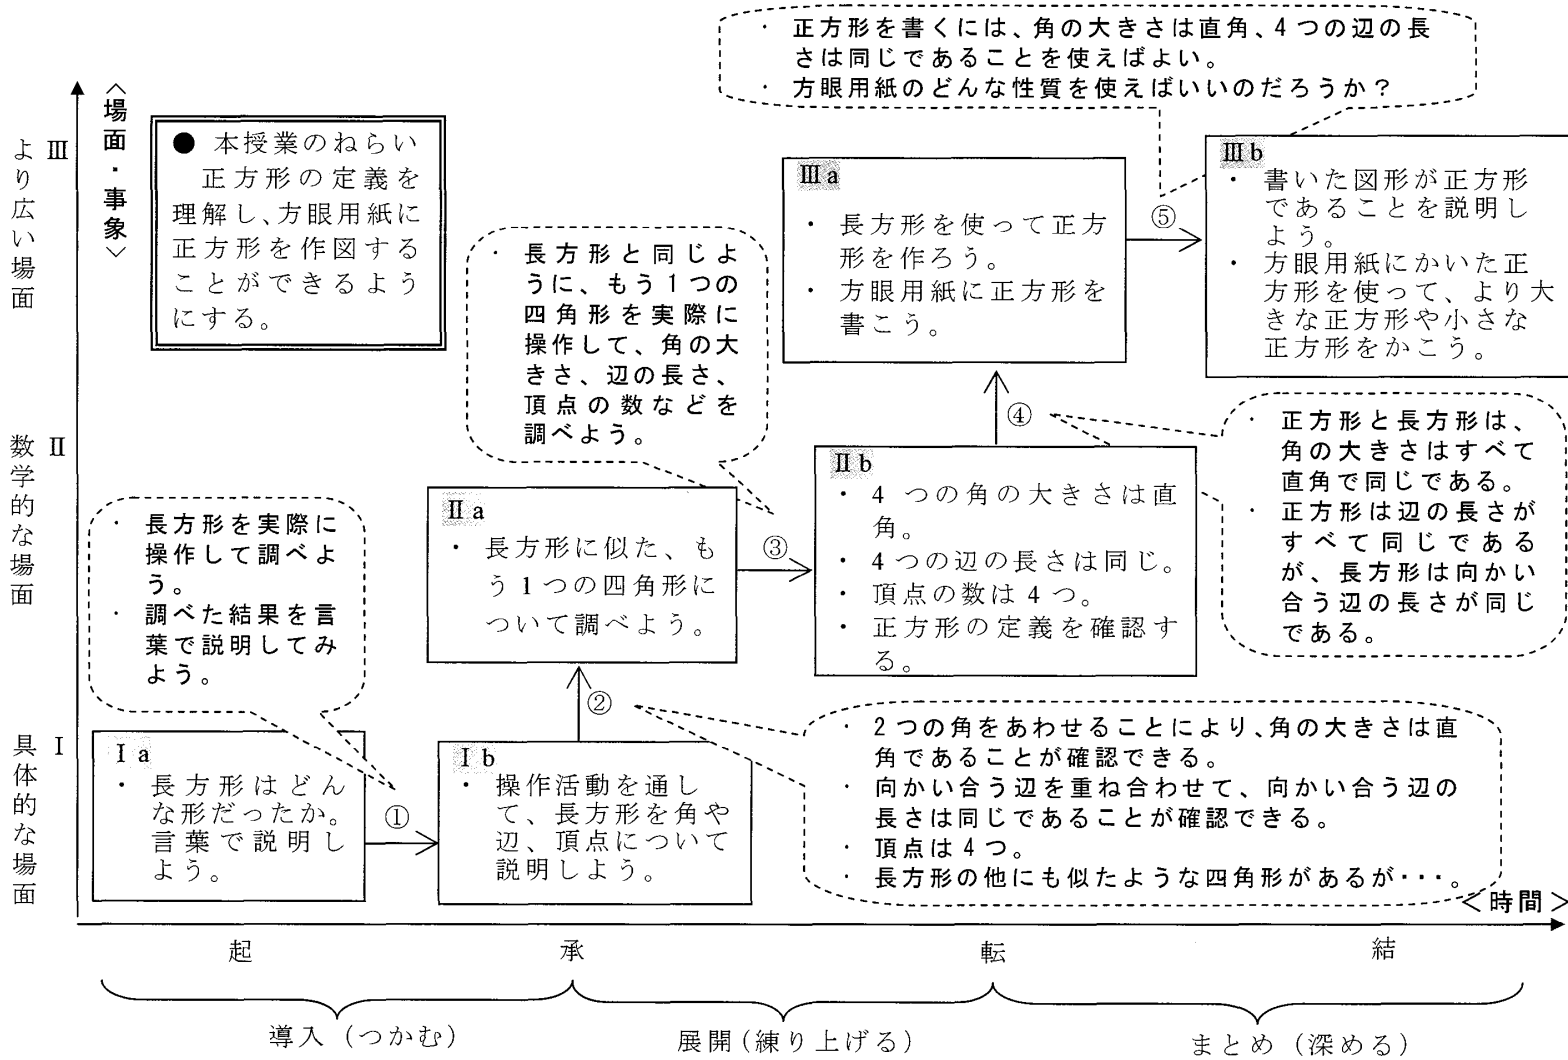 ・ 正方形を書くには、角の大きさは直角、4つの辺の長
さは同じであることを使えばよい。
・ 方眼用紙のどんな性質を使えばいいのだろうか？
＜場面・事象＞
Ⅲ
より広い場面
● 本授業のねらい
正方形の定義を
理解し、方眼用紙に
正方形を作図する
ことができるよう
にする。
Ⅲa
・ 長方形を使って正方
形を作ろう。
・ 方眼用紙に正方形を
書こう。
⑤
Ⅲb
・ 書いた図形が正方形
であることを説明し
よう。
・ 方眼用紙にかいた正
方形を使って、より大
きな正方形や小さな
正方形をかこう。
・ 長方形と同じよ
うに、もう1つの
四角形を実際に
操作して、角の大
きさ、辺の長さ、
頂点の数などを
調べよう。
④
・ 正方形と長方形は、
角の大きさはすべて
直角で同じである。
・ 正方形は辺の長さが
すべて同じである
が、長方形は向かい
合う辺の長さが同じ
である。
Ⅱ
数学的な場面
Ⅱa
・ 長方形に似た、も
う1つの四角形に
ついて調べよう。
③
Ⅱb
・ 4つの角の大きさは直
角。
・ 4つの辺の長さは同じ。
・ 頂点の数は4つ。
・ 正方形の定義を確認す
る。
・ 長方形を実際に
操作して調べよ
う。
・ 調べた結果を言
葉で説明してみ
よう。
②
・ 2つの角をあわせることにより、角の大きさは直
角であることが確認できる。
・ 向かい合う辺を重ね合わせて、向かい合う辺の
長さは同じであることが確認できる。
・ 頂点は4つ。
・ 長方形の他にも似たような四角形があるが・・・。
Ⅰ
具体的な場面
Ⅰa
・ 長方形はどん
な形だったか。
言葉で説明し
よう。
①
Ⅰb
・ 操作活動を通し
て、長方形を角や
辺、頂点について
説明しよう。
＜時間＞
起 承 転 結
導入（つかむ） 展開（練り上げる） まとめ（深める）